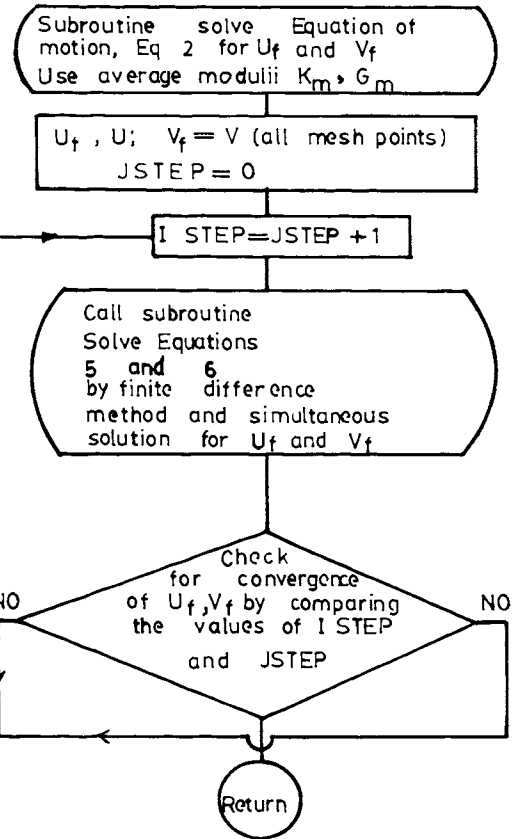 Subroutine solve Equation of
motion, Eq 2 for Uf and Vf
Use average modulii Km, Gm
Uf , U; Vf = V (all mesh points)
JSTEP = 0
I STEP=JSTEP +1
Call subroutine
Solve Equations
5 and 6
by finite difference
method and simultaneous
solution for Uf and Vf
Check
for convergence
of Uf,Vf by comparing
the values of I STEP
and JSTEP
NO
NO
Return